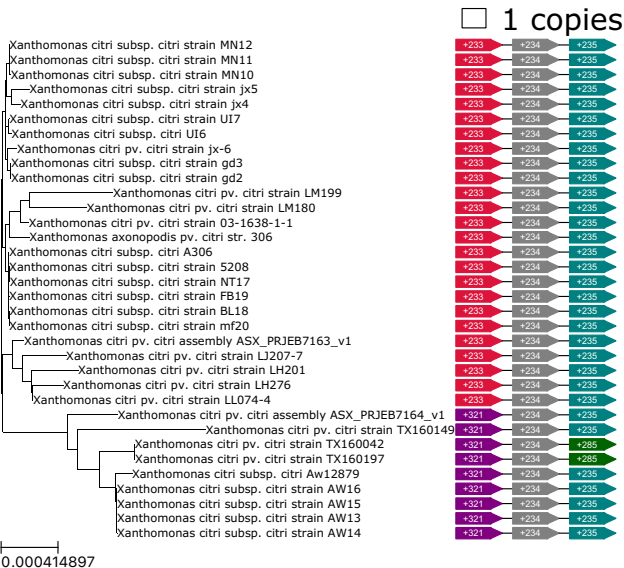 1 copies
Xanthomonas citri subsp. citri strain MN12 +233 +234 +235
Xanthomonas citri subsp. citri strain MN11 +233 +234 +235
Xanthomonas citri subsp. citri strain MN10 +233 +234 +235
Xanthomonas citri subsp. citri strain jx5 +233 +234 +235
Xanthomonas citri subsp. citri strain jx4 +233 +234 +235
Xanthomonas citri subsp. citri strain UI7 +233 +234 +235
Xanthomonas citri subsp. citri UI6 +233 +234 +235
Xanthomonas citri pv. citri strain jx-6 +233 +234 +235
Xanthomonas citri subsp. citri strain gd3 +233 +234 +235
Xanthomonas citri subsp. citri strain gd2 +233 +234 +235
Xanthomonas citri pv. citri strain LM199 +233 +234 +235
Xanthomonas citri pv. citri strain LM180 +233 +234 +235
Xanthomonas citri pv. citri strain 03-1638-1-1 +233 +234 +235
Xanthomonas axonopodis pv. citri str. 306 +233 +234 +235
Xanthomonas citri subsp. citri A306 +233 +234 +235
Xanthomonas citri subsp. citri strain 5208 +233 +234 +235
Xanthomonas citri subsp. citri strain NT17 +233 +234 +235
Xanthomonas citri subsp. citri strain FB19 +233 +234 +235
Xanthomonas citri subsp. citri strain BL18 +233 +234 +235
Xanthomonas citri subsp. citri strain mf20 +233 +234 +235
Xanthomonas citri pv. citri assembly ASX_PRJEB7163_v1 +233 +234 +235
Xanthomonas citri pv. citri strain LJ207-7 +233 +234 +235
Xanthomonas citri pv. citri strain LH201 +233 +234 +235
Xanthomonas citri pv. citri strain LH276 +233 +234 +235
Xanthomonas citri pv. citri strain LL074-4 +233 +234 +235
Xanthomonas citri pv. citri assembly ASX_PRJEB7164_v1 +321 +234 +235
Xanthomonas citri pv. citri strain TX160149 +321 +234 +235
Xanthomonas citri pv. citri strain TX160042 +321 +234 +285
Xanthomonas citri pv. citri strain TX160197 +321 +234 +285
Xanthomonas citri subsp. citri Aw12879 +321 +234 +235
Xanthomonas citri subsp. citri strain AW16 +321 +234 +235
Xanthomonas citri subsp. citri strain AW15 +321 +234 +235
Xanthomonas citri subsp. citri strain AW13 +321 +234 +235
Xanthomonas citri subsp. citri strain AW14 +321 +234 +235
0.000414897